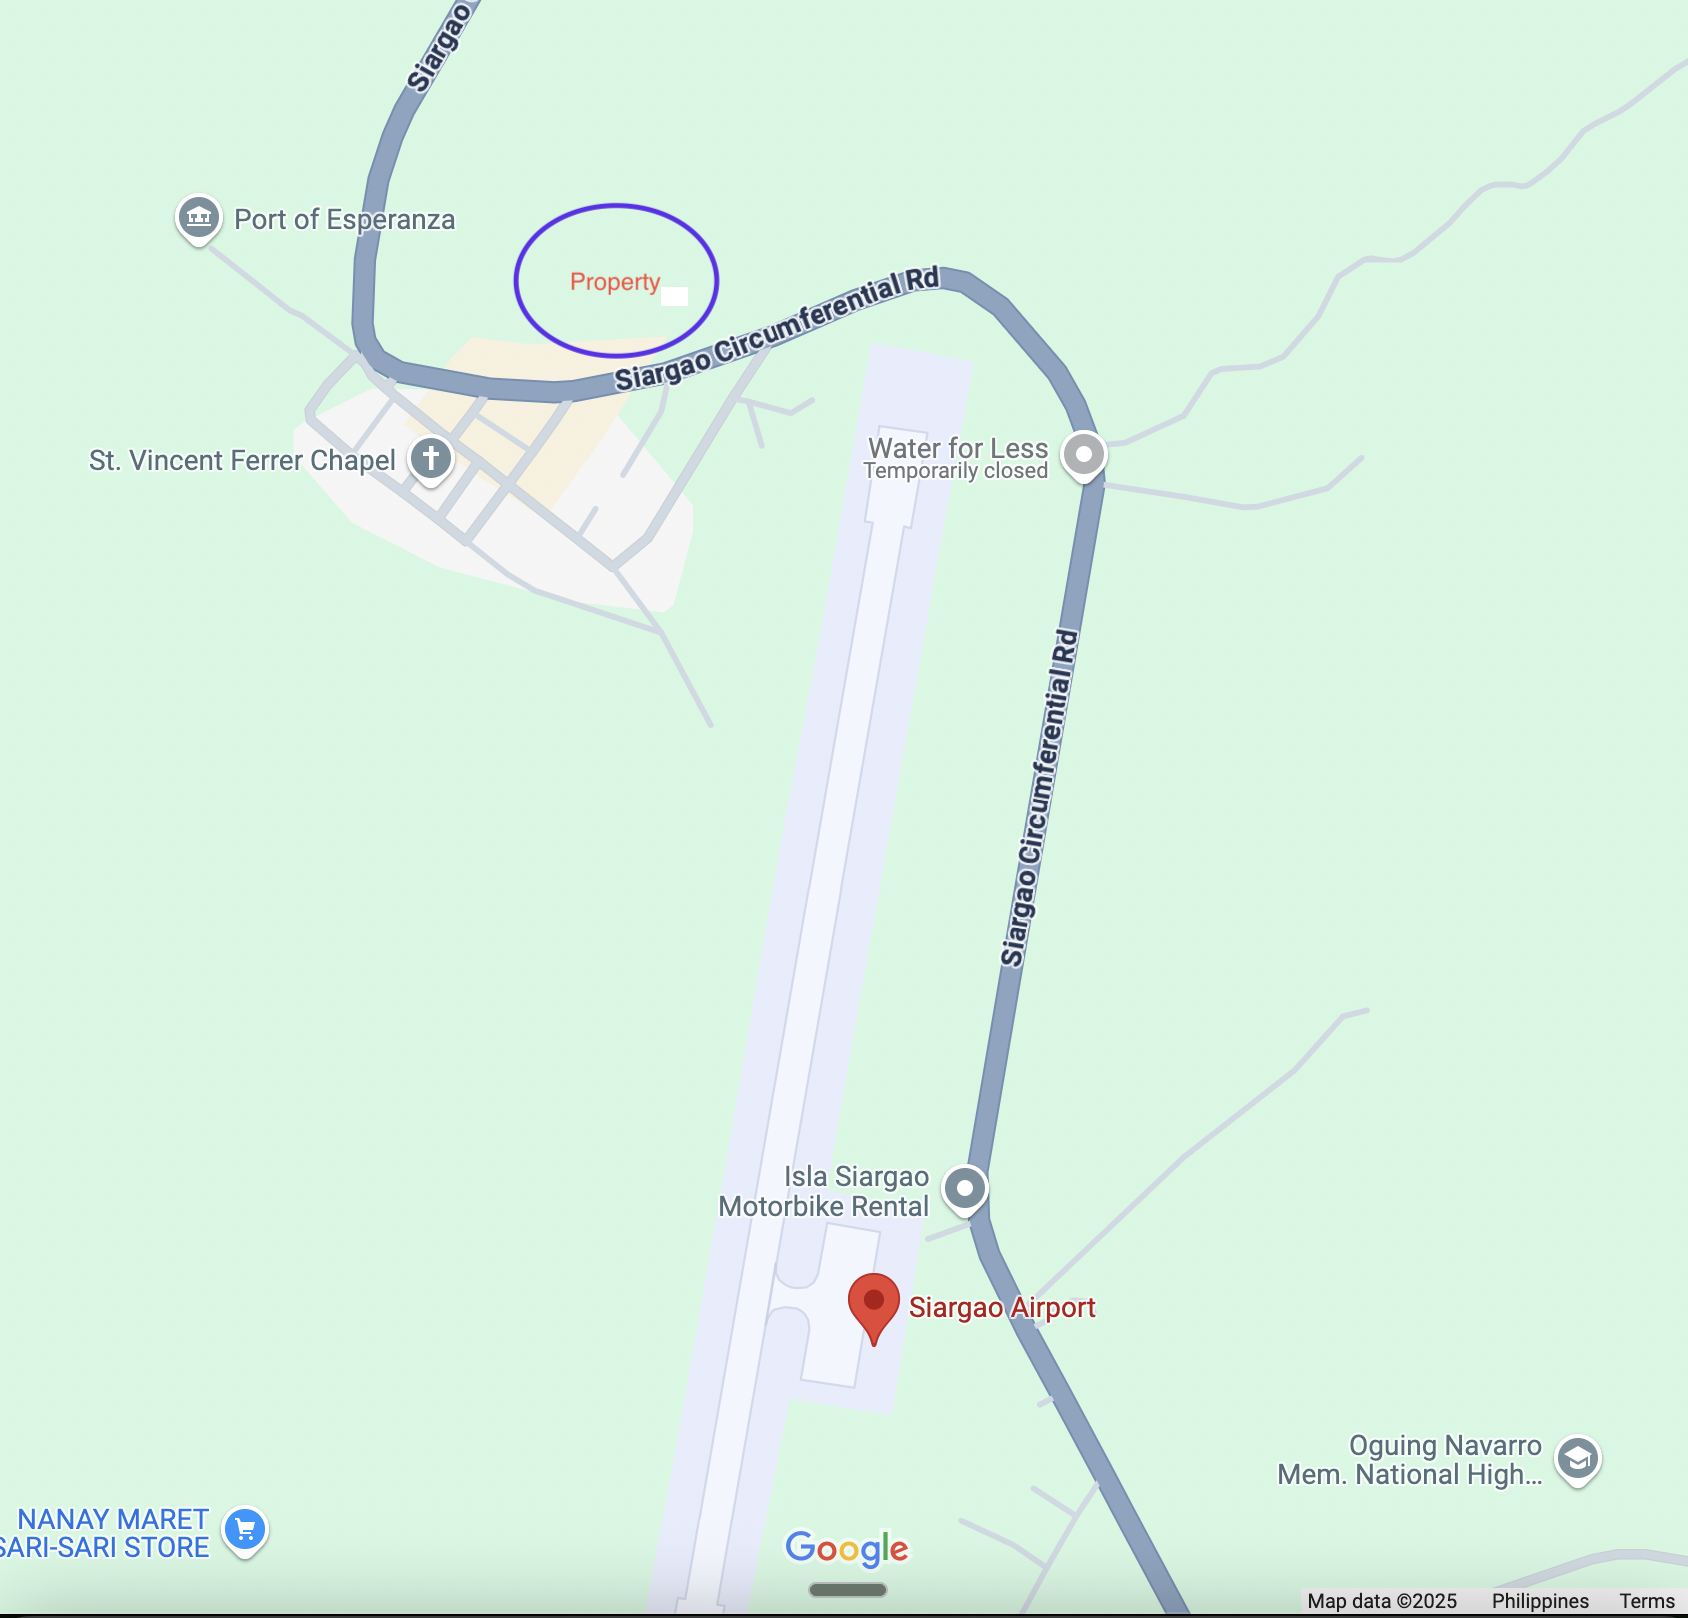 Siargao
Port of Esperanza
Property
Siargao Circumferential Rd
St. Vincent Ferrer Chapel
Water for Less
Temporarily closed
Siargao Circumferential Rd
Isla Siargao
Motorbike Rental
Siargao Airport
Oguing Navarro
Mem. National High...
NANAY MARET
SARI-SARI STORE
Google
Map data ©2025 Philippines Terms